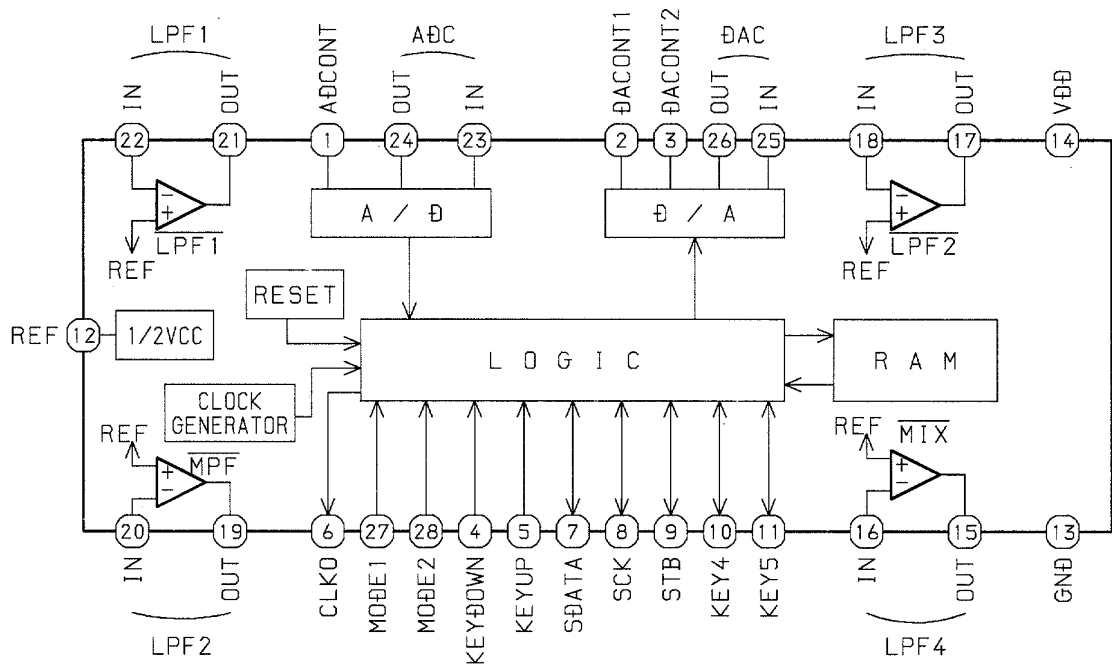 LPF1
ADC
DAC
LPF3
IN
OUT
ADCONT
OUT
IN
DACONT1
DACONT2
OUT
IN
IN
OUT
VDD
22
21
1
24
23
2
3
26
25
18
17
14
−
+
LPF1
REF
A / D
D / A
−
+
LPF2
REF
RESET
REF
12
1/2VCC
LOGIC
RAM
CLOCK
GENERATOR
REF
MPF
+
−
REF
MIX
+
−
20
19
6
27
28
4
5
7
8
9
10
11
16
15
13
IN
OUT
CLKO
MODE1
MODE2
KEYDOWN
KEYUP
SDATA
SCK
STB
KEY4
KEY5
IN
OUT
GND
LPF2
LPF4